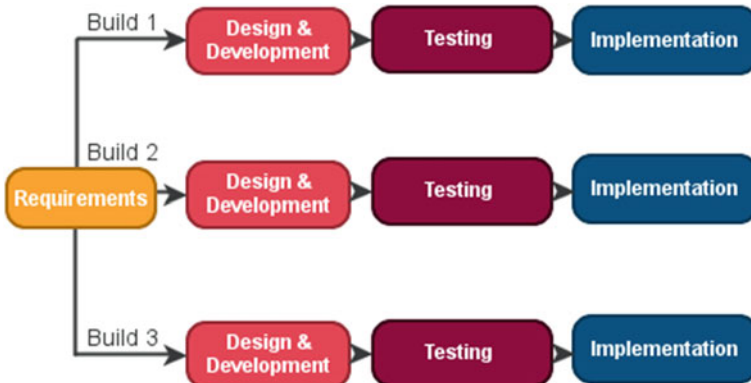 Build 1
Design &
Development
Testing
Implementation
Build 2
Requirements
Design &
Development
Testing
Implementation
Build 3
Design &
Development
Testing
Implementation